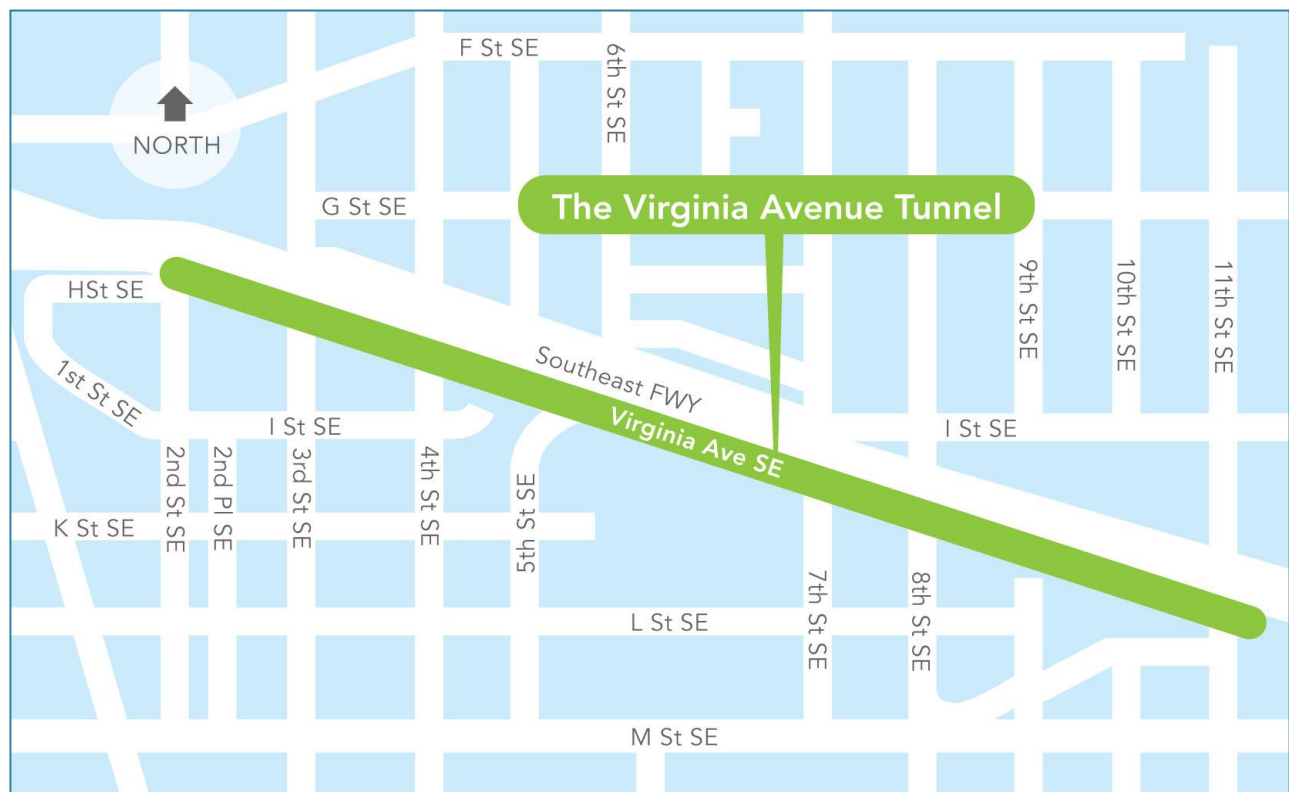 F St SE
6th St SE
NORTH
G St SE
The Virginia Avenue Tunnel
HSt SE
9th St SE
10th St SE
11th St SE
Southeast FWY
1st St SE
Virginia Ave SE
I St SE
I St SE
2nd St SE
2nd Pl SE
3rd St SE
4th St SE
5th St SE
K St SE
7th St SE
8th St SE
L St SE
M St SE